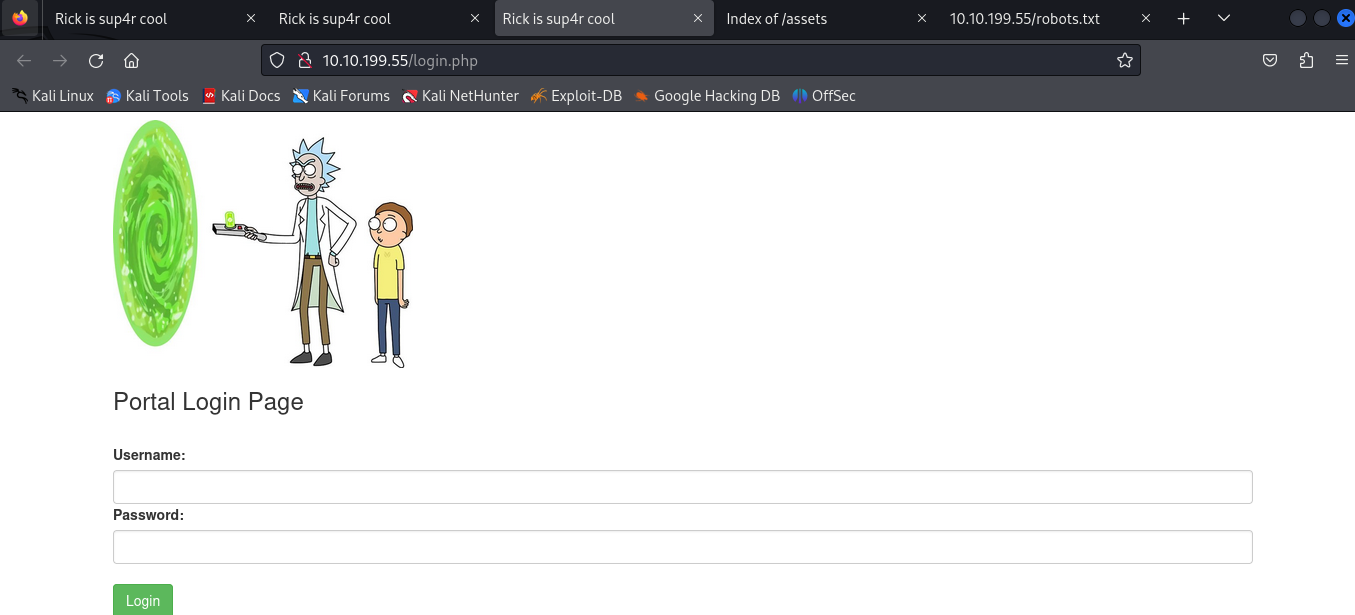 Rick is sup4r cool Rick is sup4r cool Rick is sup4r cool Index of /assets 10.10.199.55/robots.txt
10.10.199.55/login.php
Kali Linux Kali Tools Kali Docs Kali Forums Kali NetHunter Exploit-DB Google Hacking DB OffSec
Portal Login Page
Username:
Password:
Login